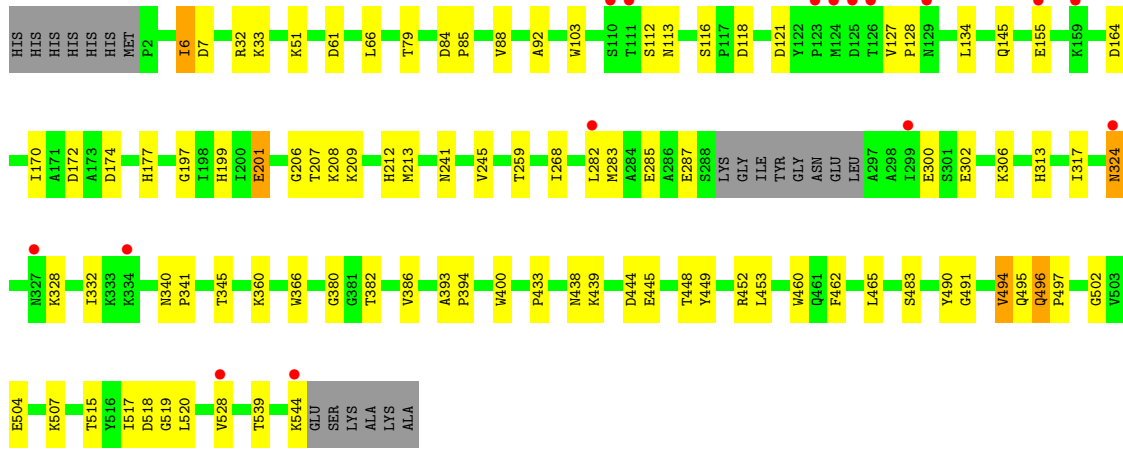 HIS HIS HIS HIS HIS HIS MET P2 I6 D7 R32 K33 K51 D61 L66 T79 D84 P85 V88 A92 W103 S110 T111 S112 N113 S116 P117 D118 D121 Y122 P123 M124 D125 T126 V127 P128 N129 L134 Q145 E155 K159 D164
I170 A171 D172 A173 D174 H177 G197 I198 H199 I200 E201 G206 T207 K208 K209 H212 M213 N241 V245 T259 I268 L282 M283 A284 E285 A286 E287 S288 LYS GLY ILE TYR GLY ASN GLU LEU A297 A298 I299 E300 S301 E302 K306 H313 I317 N324
N327 K328 I332 K333 K334 N340 P341 T345 K360 W366 G380 G381 T382 V386 A393 P394 W400 P433 N438 K439 D444 E445 T448 Y449 R452 L453 W460 Q461 F462 L465 S483 Y490 G491 V494 Q495 Q496 P497 G502 V503
E504 K507 T515 Y516 I517 D518 G519 L520 V528 T539 K544 GLU SER LYS ALA LYS ALA